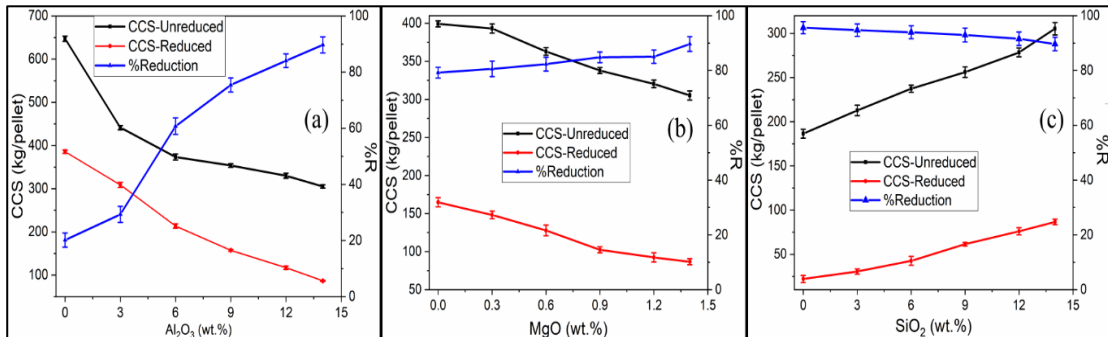 CCS (kg/pellet)
700
650
600
500
400
300
200
100
50
0
3
6
9
12
15
Al₂O₃ (wt.%)
100
80
60
40
20
0
%R
CCS-Unreduced
CCS-Reduced
%Reduction
(a)
CCS (kg/pellet)
400
350
300
250
200
150
100
50
0.0
0.3
0.6
0.9
1.2
1.5
MgO (wt.%)
100
80
60
40
20
0
%R
CCS-Unreduced
CCS-Reduced
%Reduction
(b)
CCS (kg/pellet)
300
250
200
150
100
50
0
0
3
6
9
12
15
SiO₂ (wt.%)
100
80
60
40
20
0
%R
CCS-Unreduced
CCS-Reduced
%Reduction
(c)